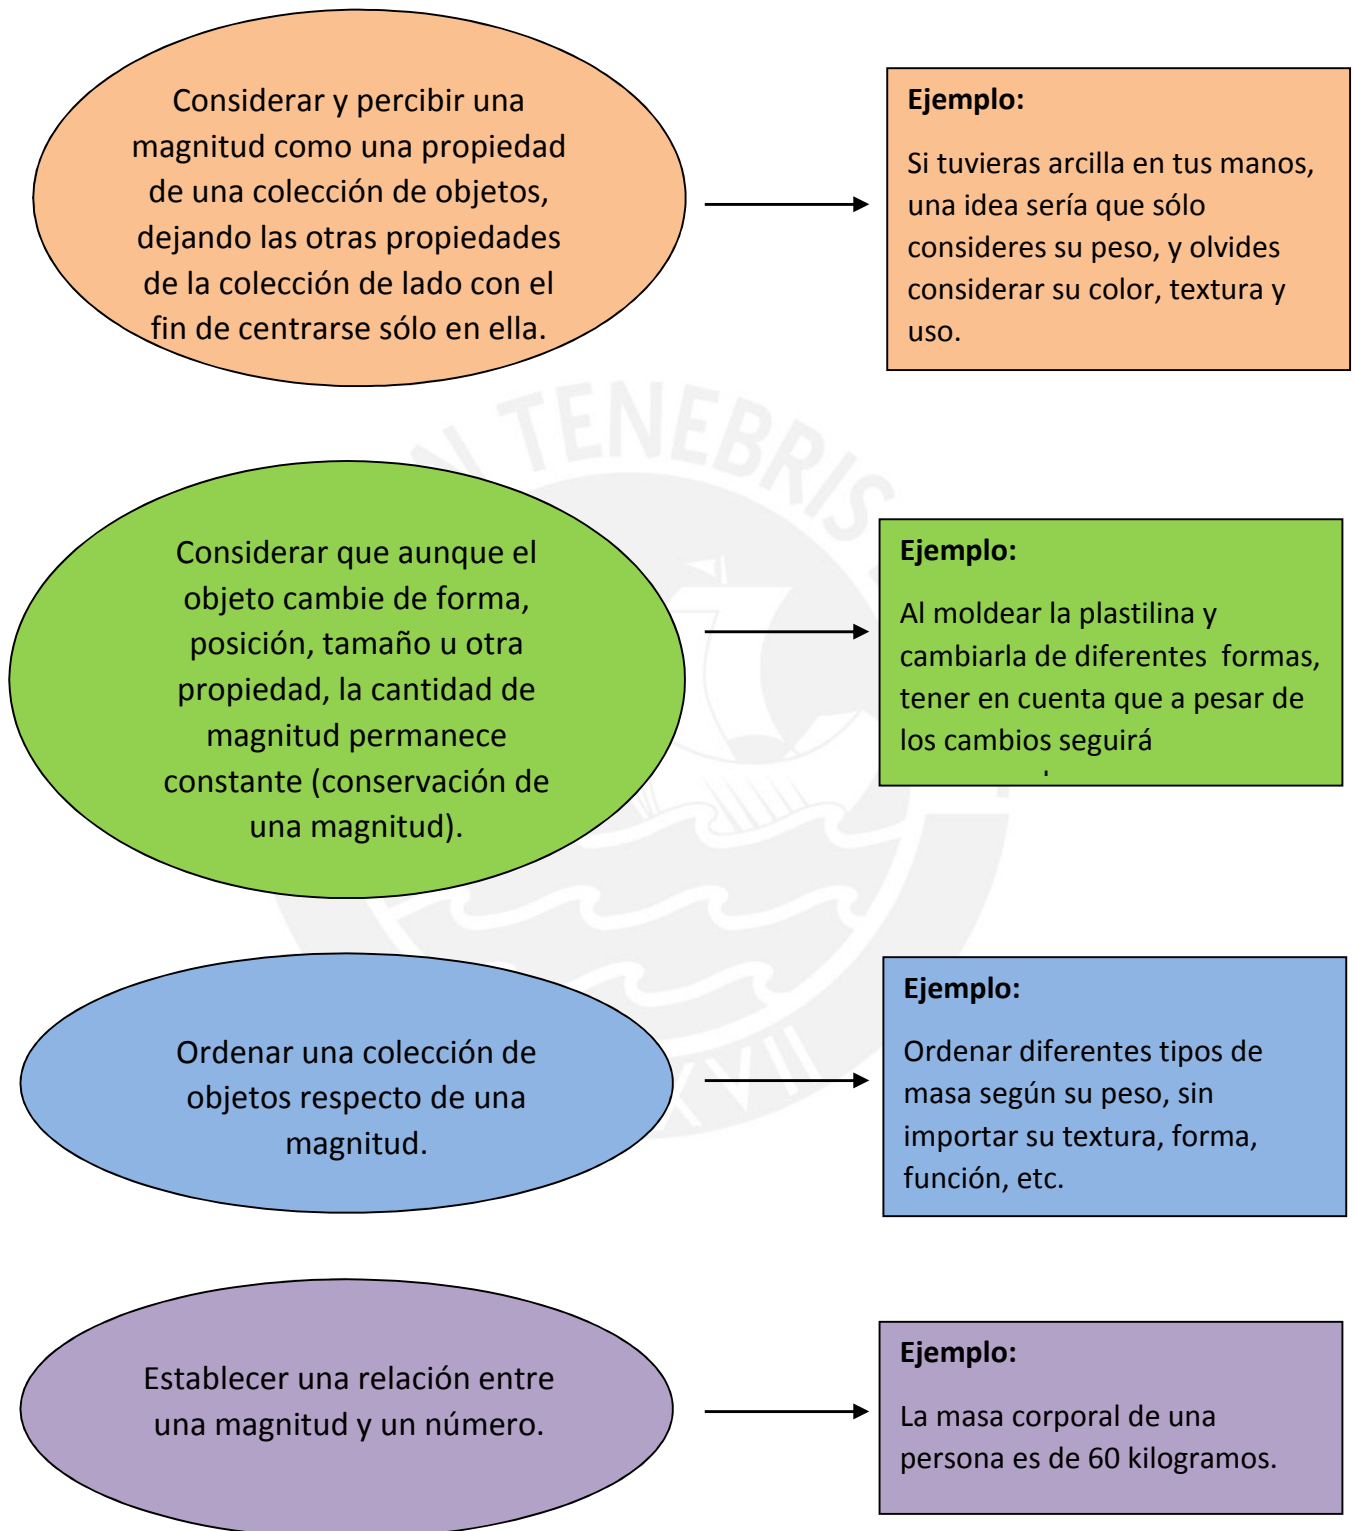 Considerar y percibir una
magnitud como una propiedad
de una colección de objetos,
dejando las otras propiedades
de la colección de lado con el
fin de centrarse sólo en ella.
Ejemplo:
Si tuvieras arcilla en tus manos,
una idea sería que sólo
consideres su peso, y olvides
considerar su color, textura y
uso.
TENEBRIS
Considerar que aunque el
objeto cambie de forma,
posición, tamaño u otra
propiedad, la cantidad de
magnitud permanece
constante (conservación de
una magnitud).
Ejemplo:
Al moldear la plastilina y
cambiarla de diferentes formas,
tener en cuenta que a pesar de
los cambios seguirá
Ordenar una colección de
objetos respecto de una
magnitud.
Ejemplo:
Ordenar diferentes tipos de
masa según su peso, sin
importar su textura, forma,
función, etc.
Establecer una relación entre
una magnitud y un número.
Ejemplo:
La masa corporal de una
persona es de 60 kilogramos.